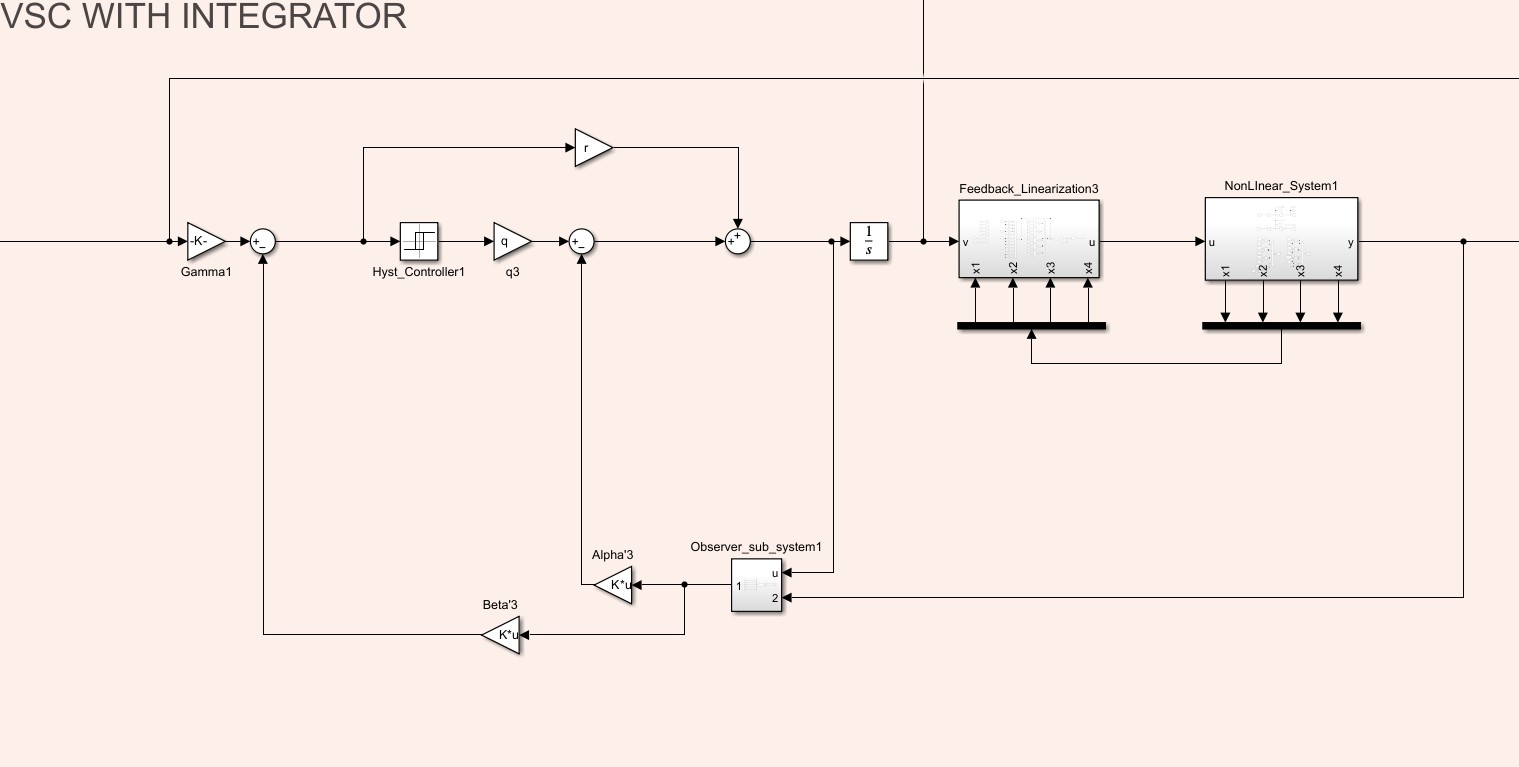 VSC WITH INTEGRATOR
r
Feedback_Linearization3
NonLInear_System1
-K-
Gamma1
+
−
Hyst_Controller1
q
q3
+
−
+
+
1
s
v
u
x1
x2
x3
x4
u
y
x1
x2
x3
x4
Observer_sub_system1
1
u
2
Alpha'3
K*u
Beta'3
K*u